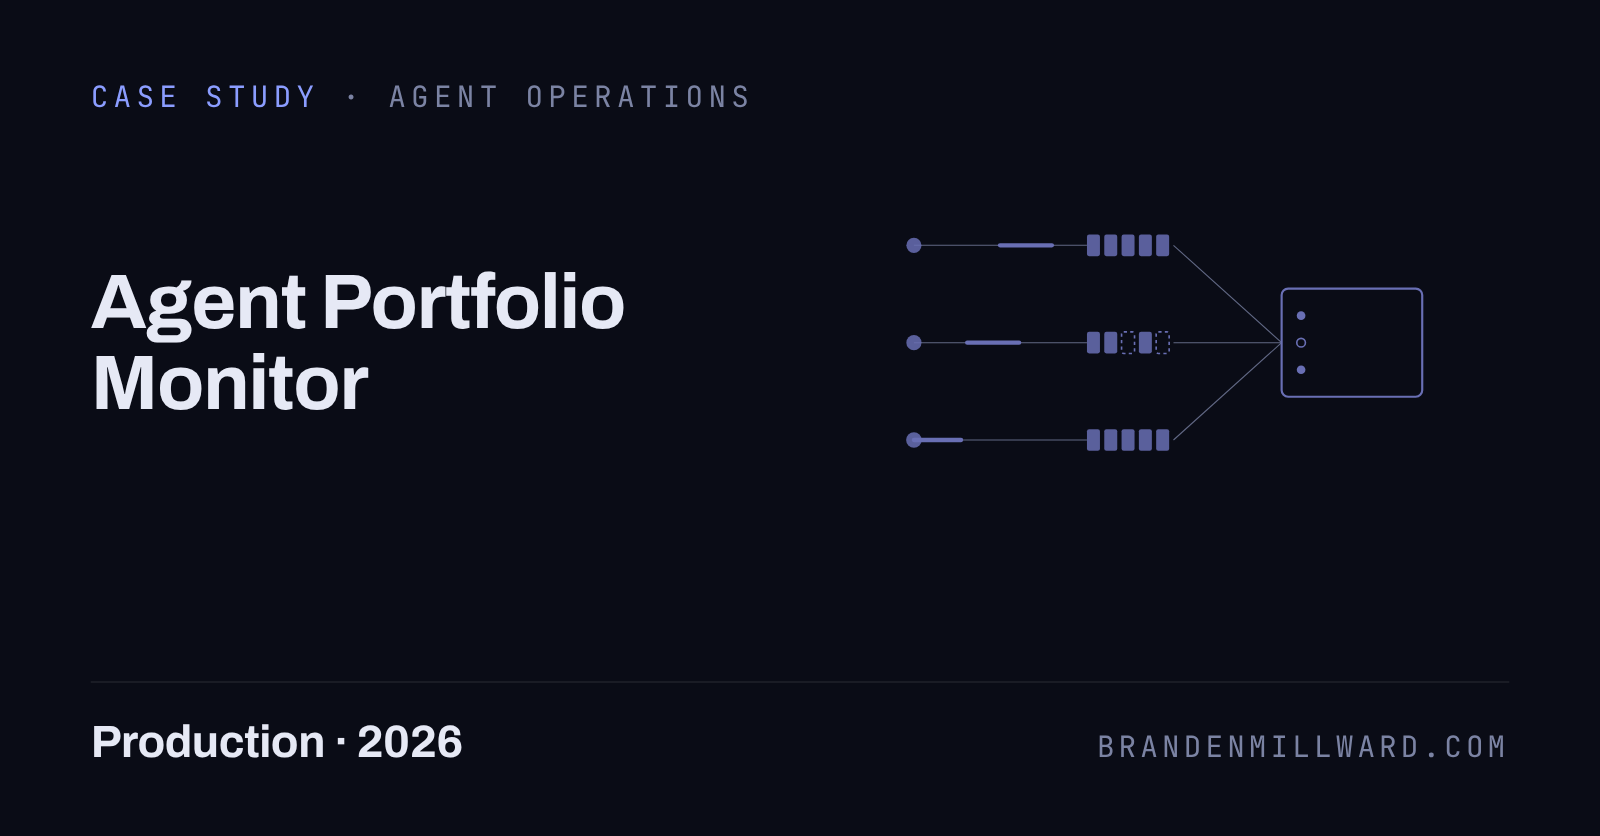 CASE STUDY · AGENT OPERATIONS
Agent Portfolio
Monitor
Production · 2026
BRANDENMILLWARD.COM